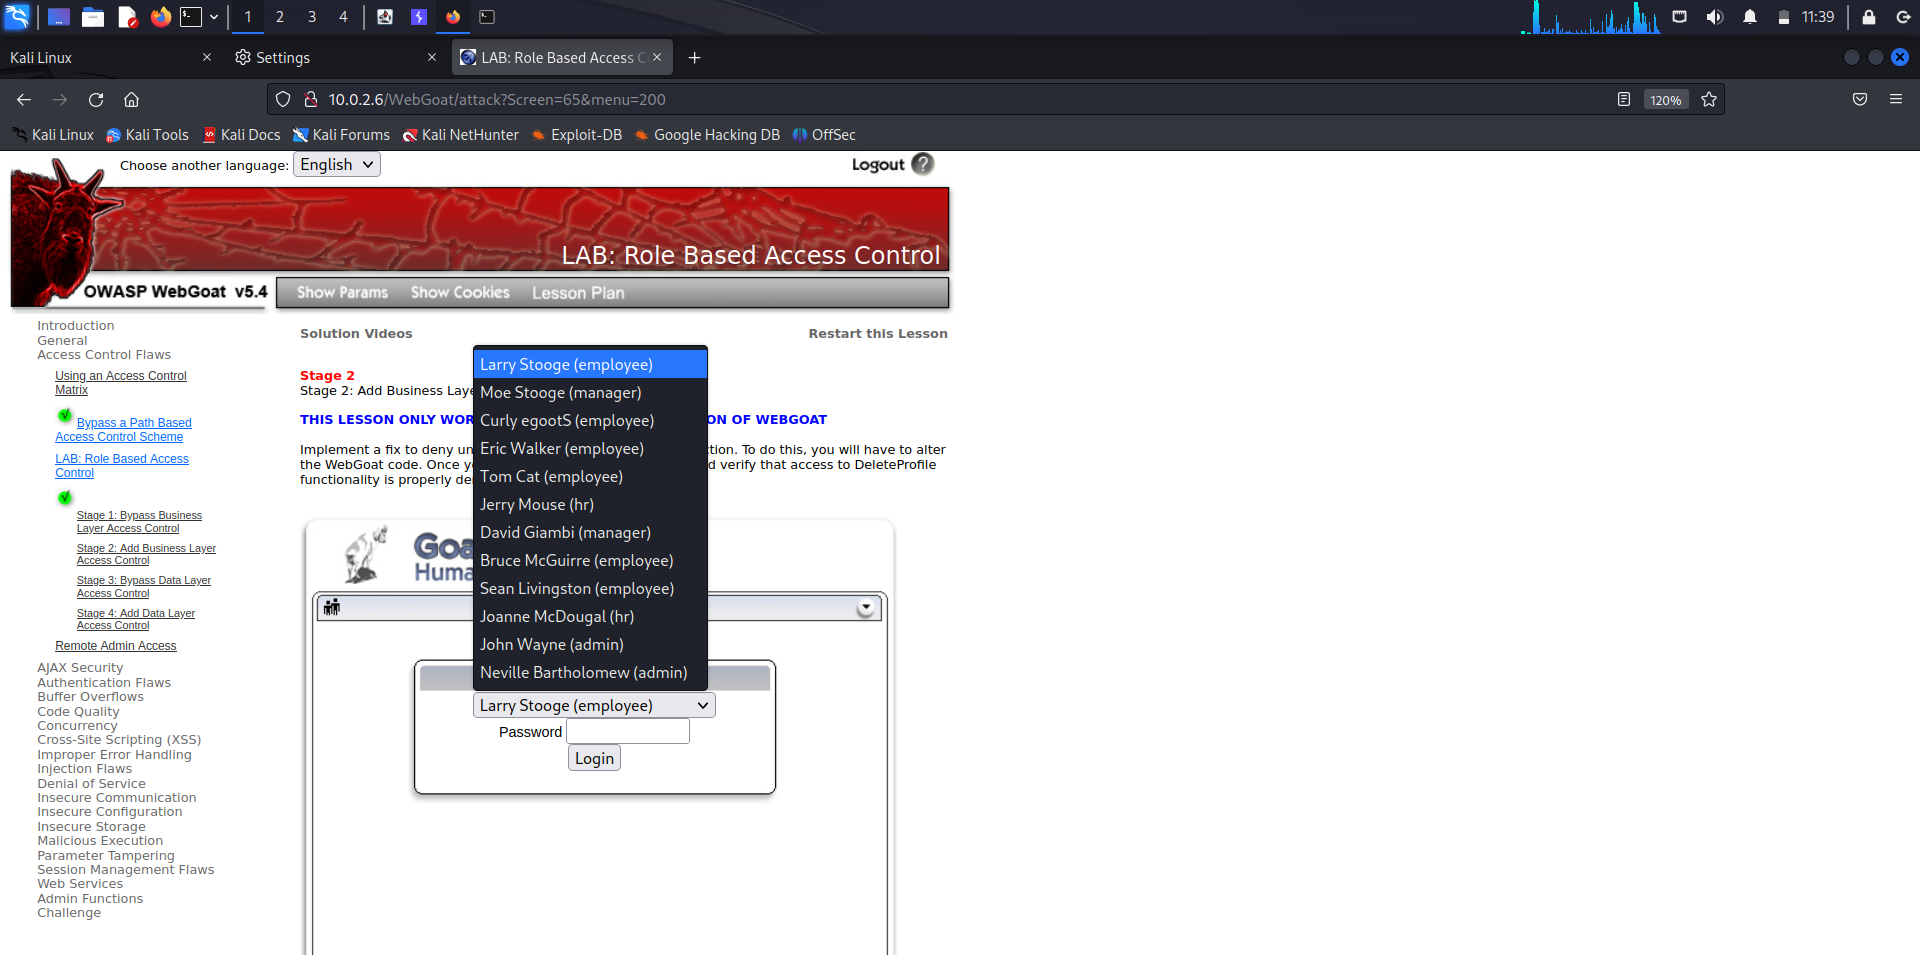 1 2 3 4 11:39
Kali Linux Settings LAB: Role Based Access C
10.0.2.6/WebGoat/attack?Screen=65&menu=200 120%
Kali Linux Kali Tools Kali Docs Kali Forums Kali NetHunter Exploit-DB Google Hacking DB OffSec
Choose another language: English Logout ?
LAB: Role Based Access Control
OWASP WebGoat v5.4 Show Params Show Cookies Lesson Plan
Introduction
General
Access Control Flaws
Using an Access Control
Matrix
Bypass a Path Based
Access Control Scheme
LAB: Role Based Access
Control
Stage 1: Bypass Business
Layer Access Control
Stage 2: Add Business Layer
Access Control
Stage 3: Bypass Data Layer
Access Control
Stage 4: Add Data Layer
Access Control
Remote Admin Access
AJAX Security
Authentication Flaws
Buffer Overflows
Code Quality
Concurrency
Cross-Site Scripting (XSS)
Improper Error Handling
Injection Flaws
Denial of Service
Insecure Communication
Insecure Configuration
Insecure Storage
Malicious Execution
Parameter Tampering
Session Management Flaws
Web Services
Admin Functions
Challenge
Solution Videos Restart this Lesson
Stage 2
Stage 2: Add Business Laye
THIS LESSON ONLY WOR ON OF WEBGOAT
Implement a fix to deny un tion. To do this, you will have to alter
the WebGoat code. Once y d verify that access to DeleteProfile
functionality is properly de
Goa
Huma
Larry Stooge (employee)
Moe Stooge (manager)
Curly egootS (employee)
Eric Walker (employee)
Tom Cat (employee)
Jerry Mouse (hr)
David Giambi (manager)
Bruce McGuirre (employee)
Sean Livingston (employee)
Joanne McDougal (hr)
John Wayne (admin)
Neville Bartholomew (admin)
Larry Stooge (employee)
Password
Login